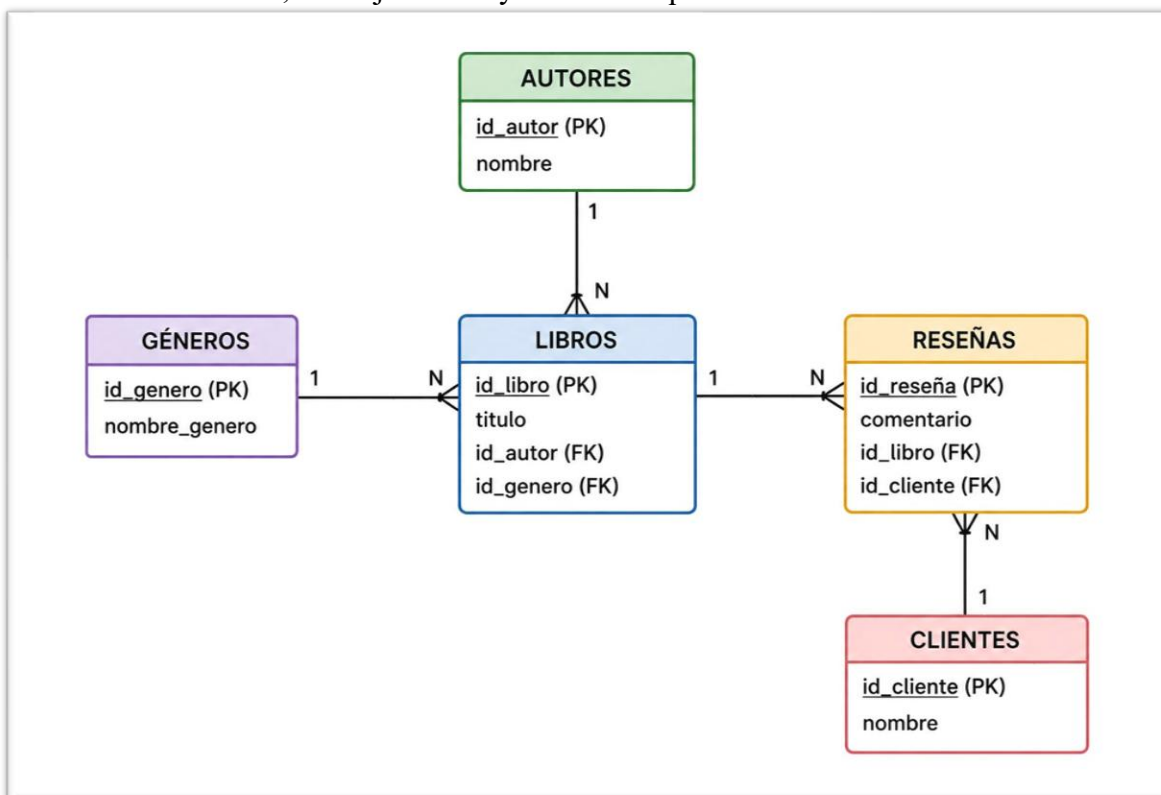 AUTORES
id_autor (PK)
nombre
1
N
GÉNEROS
id_genero (PK)
nombre_genero
1
N
LIBROS
id_libro (PK)
titulo
id_autor (FK)
id_genero (FK)
1
N
RESEÑAS
id_reseña (PK)
comentario
id_libro (FK)
id_cliente (FK)
N
1
CLIENTES
id_cliente (PK)
nombre